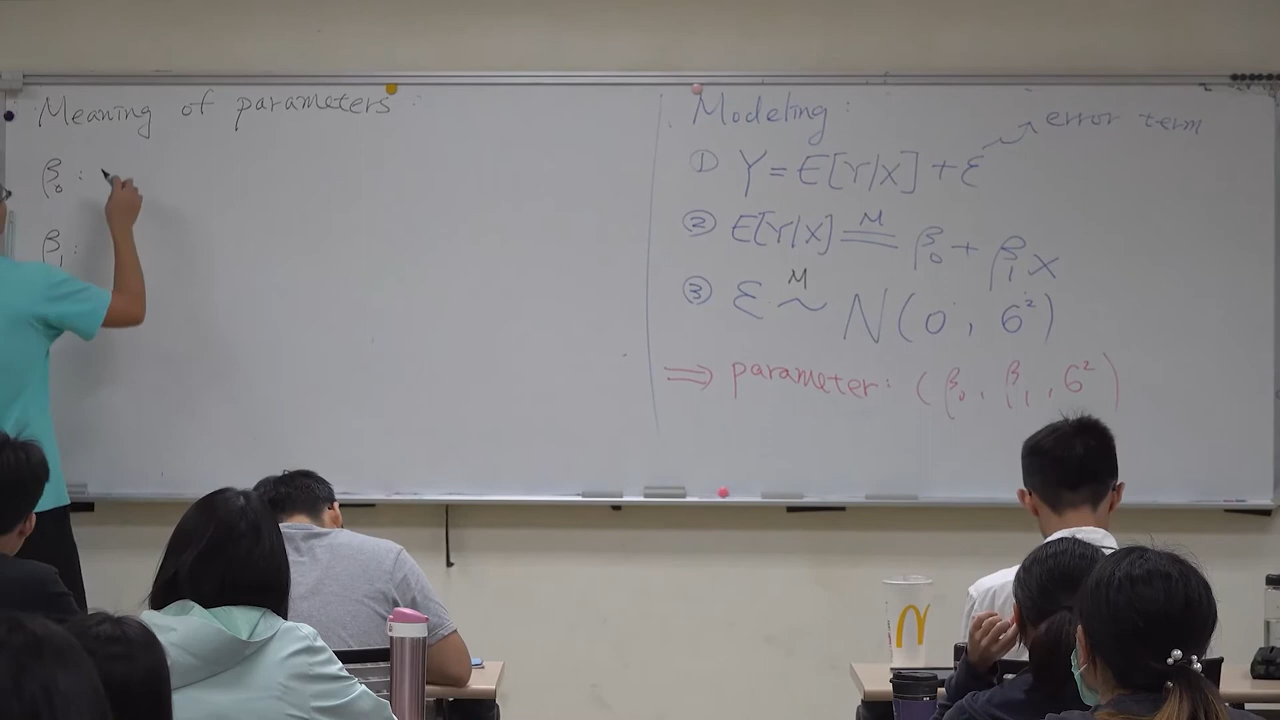 Meaning of parameters:
β₀:
β₁:
Modeling:
① Y = E[Y|X] + ε ↗ error term
② E[Y|X] =ᴹ β₀ + β₁X
③ ε ~ᴹ N(0, σ²)
⇒ parameter: (β₀, β₁, σ²)